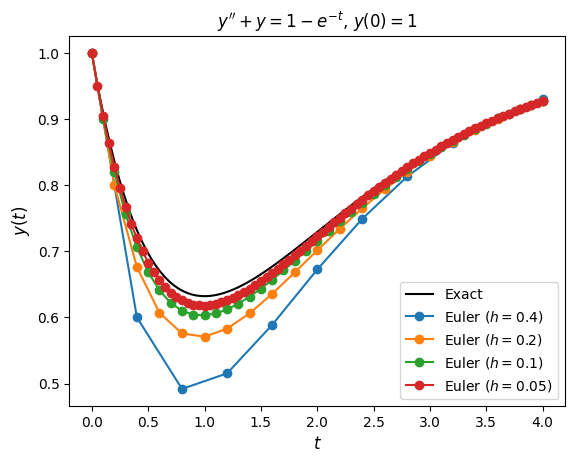 y'' + y = 1 − e^{−t}, y(0) = 1
y(t)
1.0
0.9
0.8
0.7
0.6
0.5
Exact
Euler (h = 0.4)
Euler (h = 0.2)
Euler (h = 0.1)
Euler (h = 0.05)
0.0 0.5 1.0 1.5 2.0 2.5 3.0 3.5 4.0
t